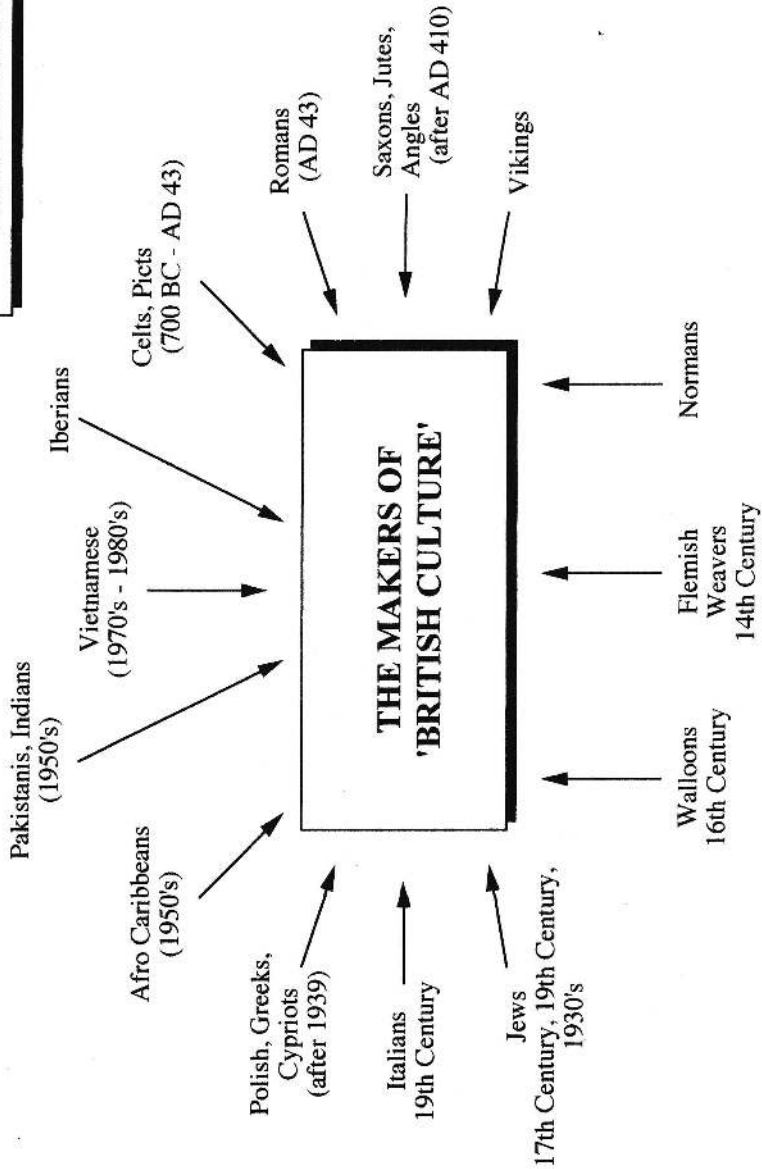 THE MAKERS OF
'BRITISH CULTURE'
Iberians
Celts, Picts
(700 BC - AD 43)
Romans
(AD 43)
Saxons, Jutes,
Angles
(after AD 410)
Vikings
Normans
Flemish
Weavers
14th Century
Walloons
16th Century
Jews
17th Century, 19th Century,
1930's
Italians
19th Century
Polish, Greeks,
Cypriots
(after 1939)
Afro Caribbeans
(1950's)
Pakistanis, Indians
(1950's)
Vietnamese
(1970's - 1980's)